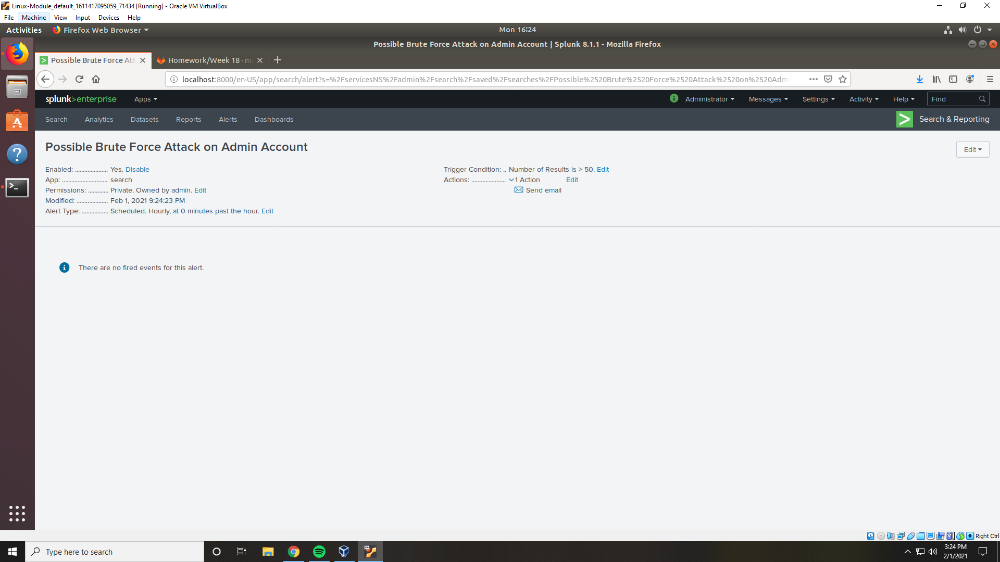 Linux-Module_default_1611417095059_71434 [Running] - Oracle VM VirtualBox
File Machine View Input Devices Help
Activities Firefox Web Browser Mon 16:24
Possible Brute Force Attack on Admin Account | Splunk 8.1.1 - Mozilla Firefox
Possible Brute Force Att Homework/Week 18 · m
localhost:8000/en-US/app/search/alert?s=%2FservicesNS%2Fadmin%2Fsearch%2Fsaved%2Fsearches%2FPossible%2520Brute%2520Force%2520Attack%2520on%2520Admi
splunk>enterprise Apps Administrator Messages Settings Activity Help Find
Search Analytics Datasets Reports Alerts Dashboards Search & Reporting
Possible Brute Force Attack on Admin Account
Edit
Enabled: ..................... Yes. Disable
App: ............................. search
Permissions: ............. Private. Owned by admin. Edit
Modified: .................... Feb 1, 2021 9:24:23 PM
Alert Type: ................. Scheduled. Hourly, at 0 minutes past the hour. Edit
Trigger Condition: .. Number of Results is > 50. Edit
Actions: ...................... 1 Action Edit
Send email
There are no fired events for this alert.
Right Ctrl
Type here to search
3:24 PM
2/1/2021